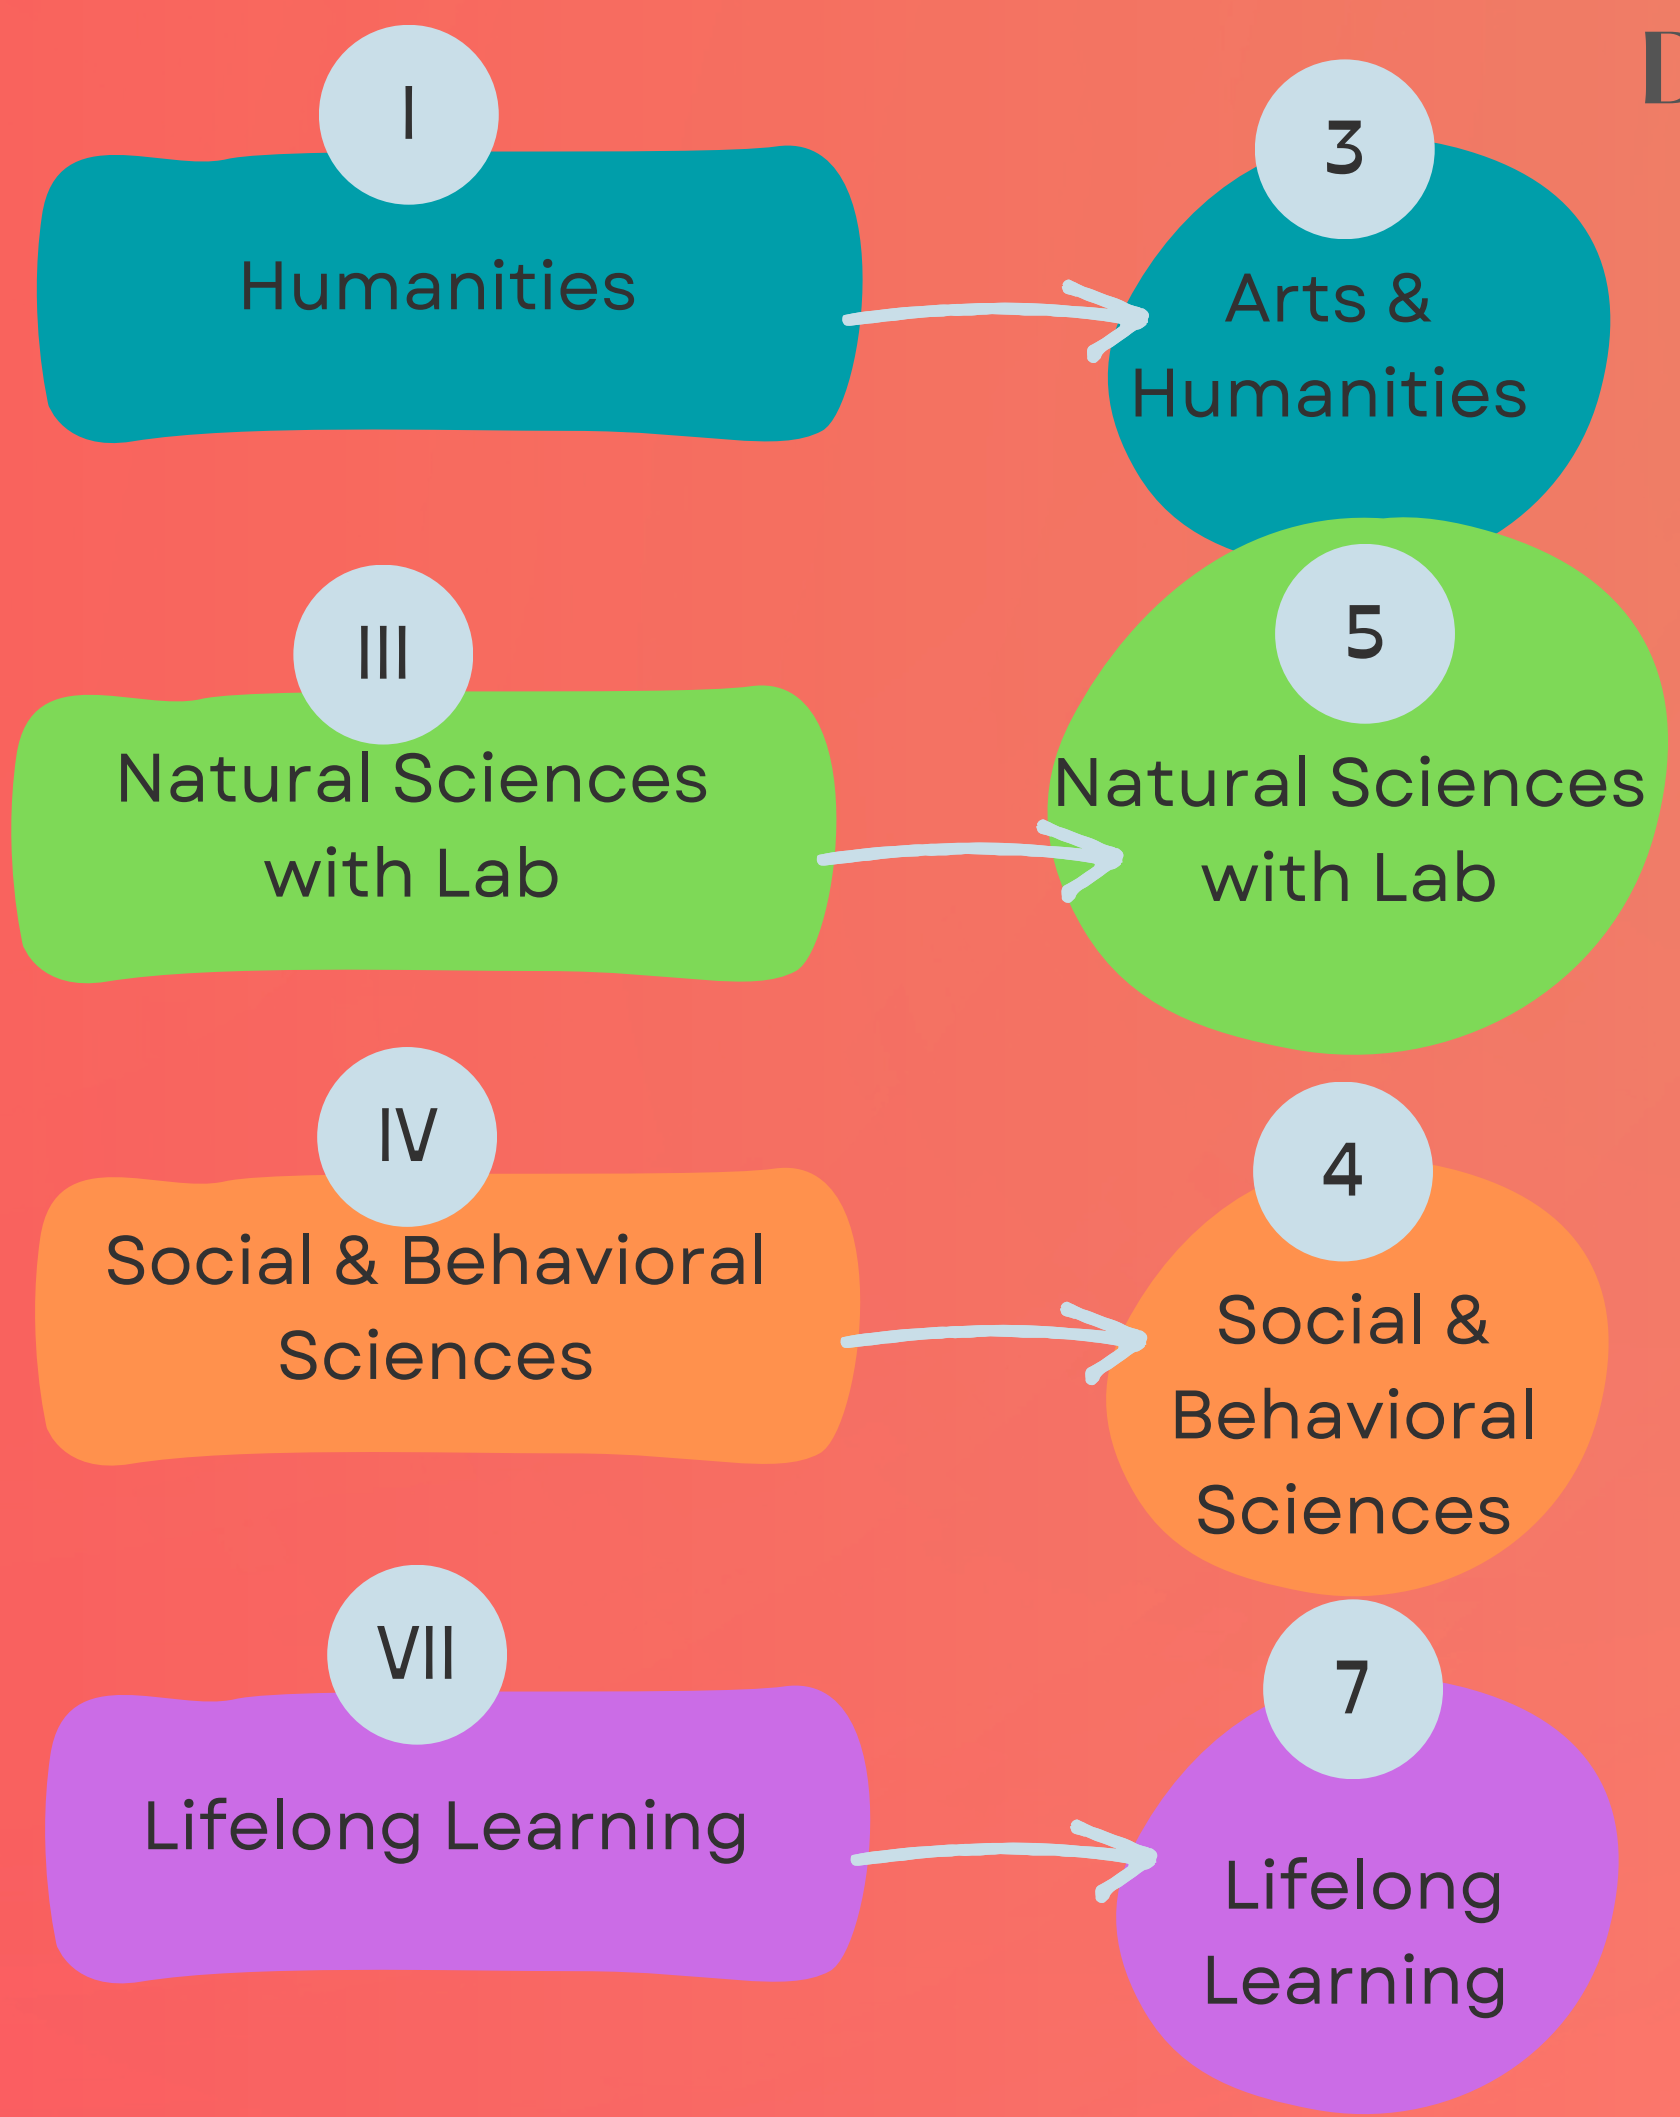 I
Humanities
3
Arts &
Humanities
III
Natural Sciences
with Lab
5
Natural Sciences
with Lab
IV
Social & Behavioral
Sciences
4
Social &
Behavioral
Sciences
VII
Lifelong Learning
7
Lifelong
Learning